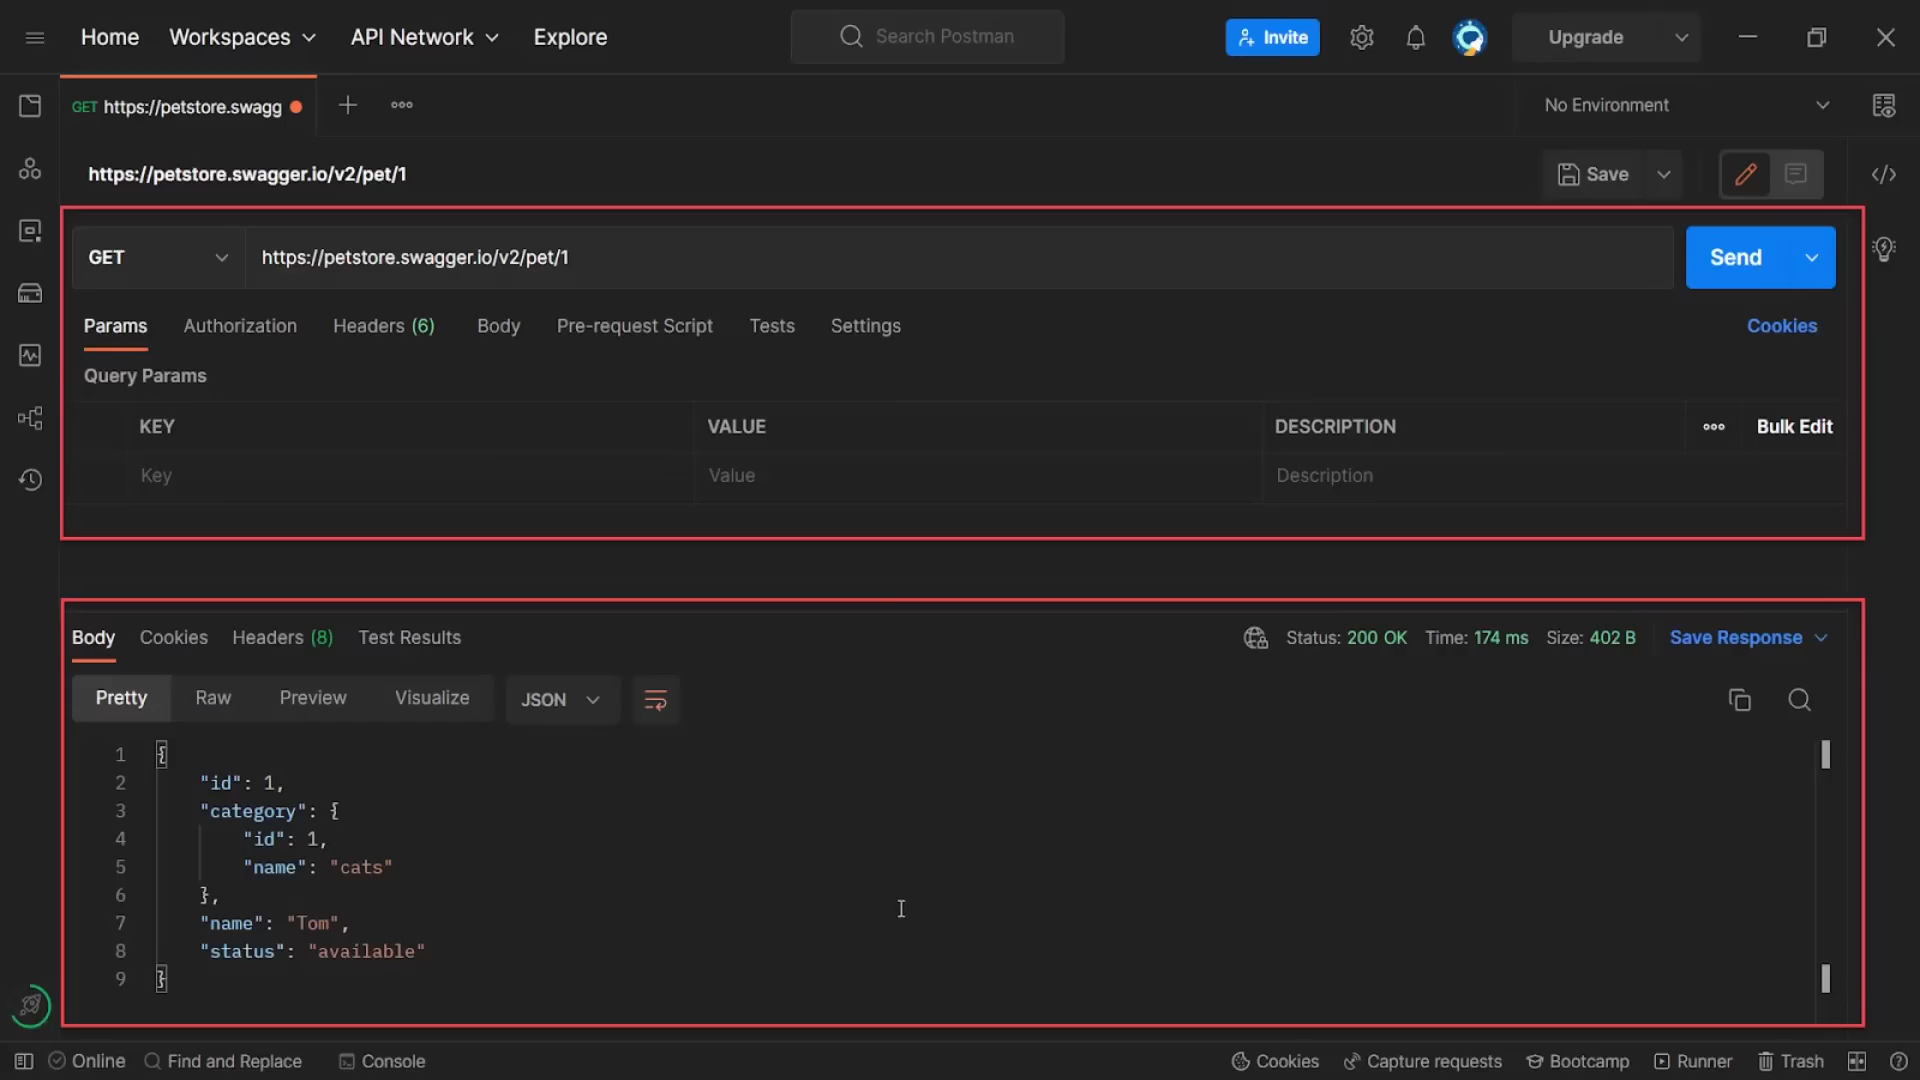 Home Workspaces API Network Explore Search Postman Invite Upgrade
GET https://petstore.swagg No Environment
https://petstore.swagger.io/v2/pet/1 Save
GET https://petstore.swagger.io/v2/pet/1 Send
Params Authorization Headers (6) Body Pre-request Script Tests Settings Cookies
Query Params
KEY VALUE DESCRIPTION Bulk Edit
Key Value Description
Body Cookies Headers (8) Test Results Status: 200 OK Time: 174 ms Size: 402 B Save Response
Pretty Raw Preview Visualize JSON
1 {
2 "id": 1,
3 "category": {
4 "id": 1,
5 "name": "cats"
6 },
7 "name": "Tom",
8 "status": "available"
9 }
Online Find and Replace Console Cookies Capture requests Bootcamp Runner Trash